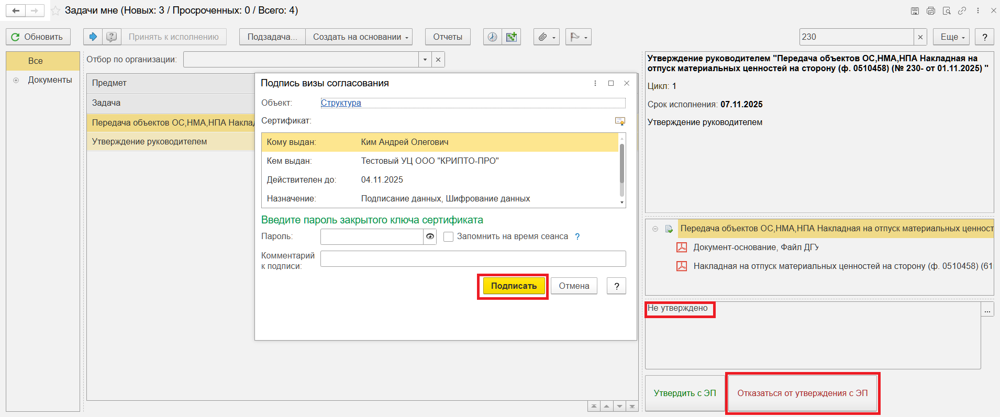 Задачи мне (Новых: 3 / Просроченных: 0 / Всего: 4)
Обновить
Принять к исполнению
Подзадача...
Создать на основании
Отчеты
230
Еще
?
Все
Документы
Отбор по организации:
Предмет
Задача
Передача объектов ОС,НМА,НПА Наклад
Утверждение руководителем
Подпись визы согласования
Объект:
Структура
Сертификат:
Кому выдан: Ким Андрей Олегович
Кем выдан: Тестовый УЦ ООО "КРИПТО-ПРО"
Действителен до: 04.11.2025
Назначение: Подписание данных, Шифрование данных
Введите пароль закрытого ключа сертификата
Пароль:
Запомнить на время сеанса ?
Комментарий
к подписи:
Подписать
Отмена
?
Утверждение руководителем "Передача объектов ОС,НМА,НПА Накладная на
отпуск материальных ценностей на сторону (ф. 0510458) (№ 230- от 01.11.2025) "
Цикл: 1
Срок исполнения: 07.11.2025
Утверждение руководителем
Передача объектов ОС,НМА,НПА Накладная на отпуск материальных ценност
Документ-основание, Файл ДГУ
Накладная на отпуск материальных ценностей на сторону (ф. 0510458) (61
Не утверждено
...
Утвердить с ЭП
Отказаться от утверждения с ЭП